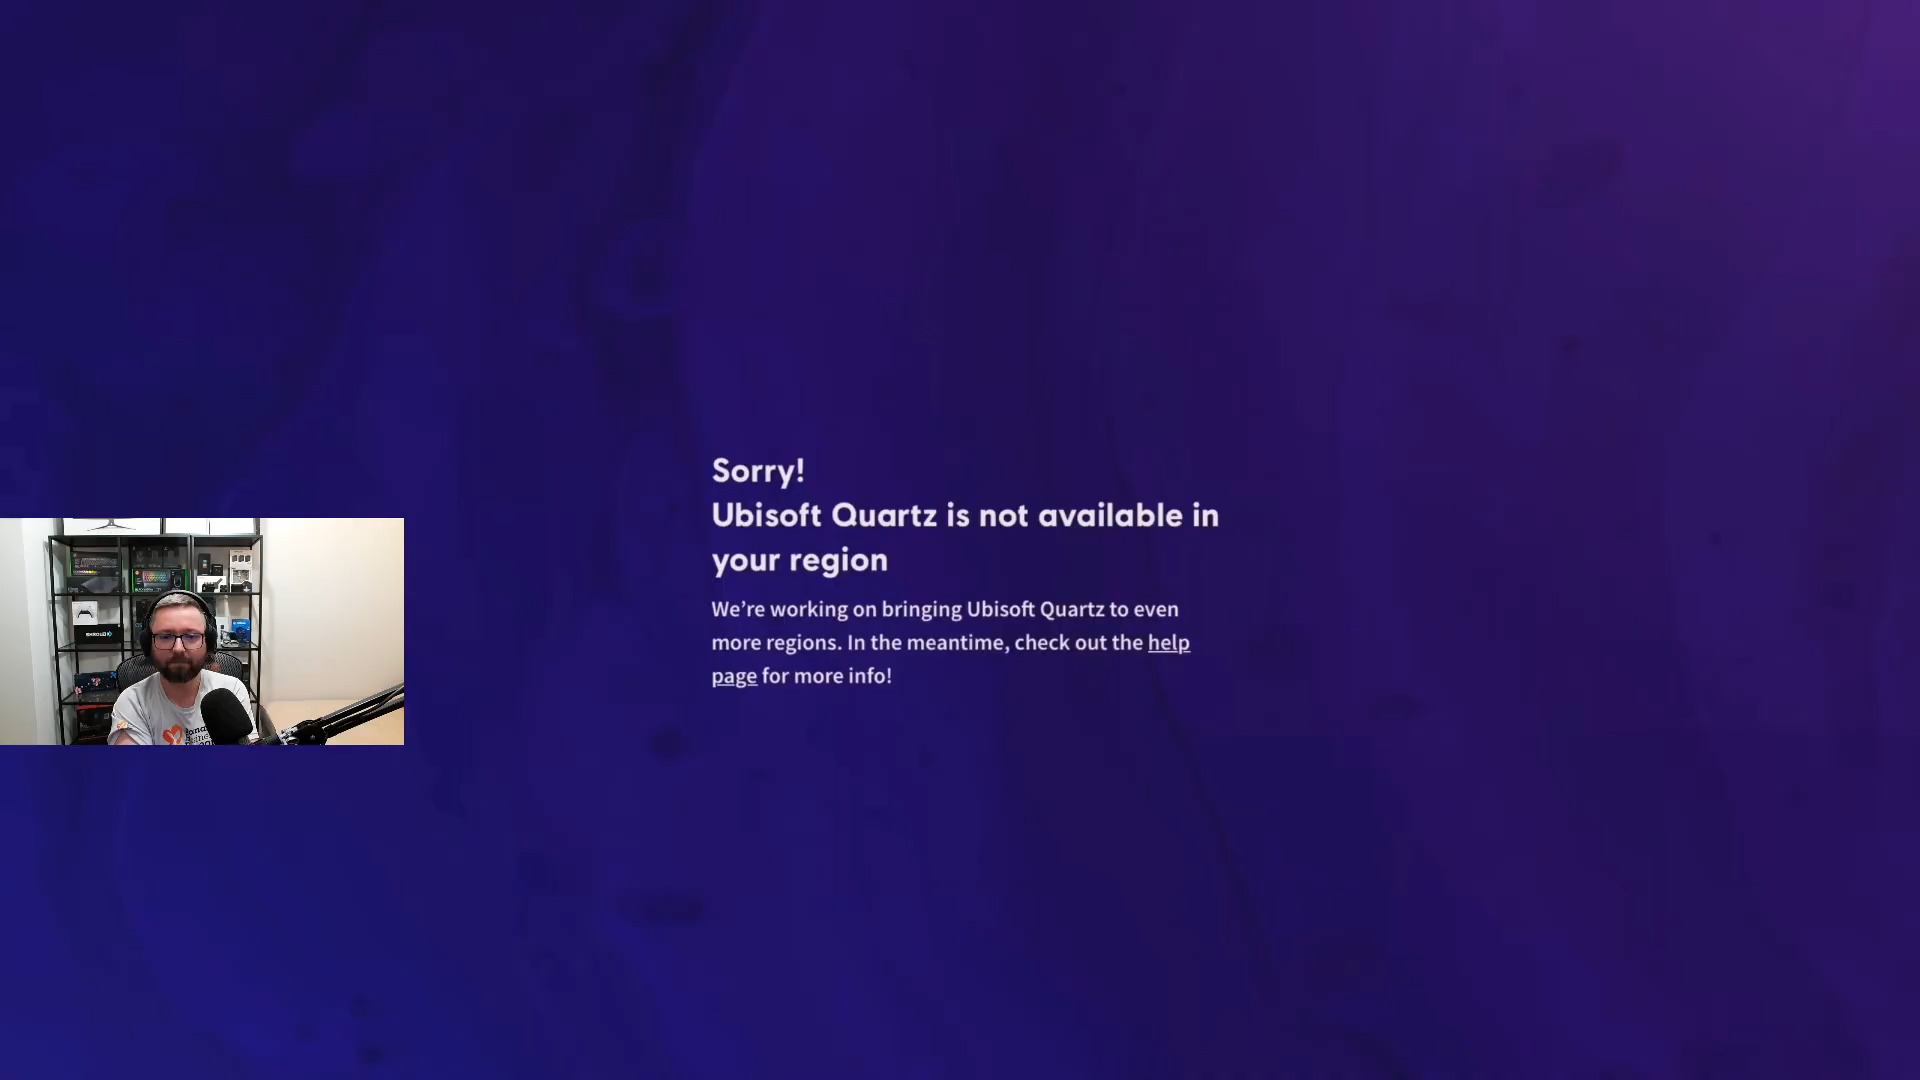 Sorry!
Ubisoft Quartz is not available in
your region
We’re working on bringing Ubisoft Quartz to even
more regions. In the meantime, check out the help
page for more info!